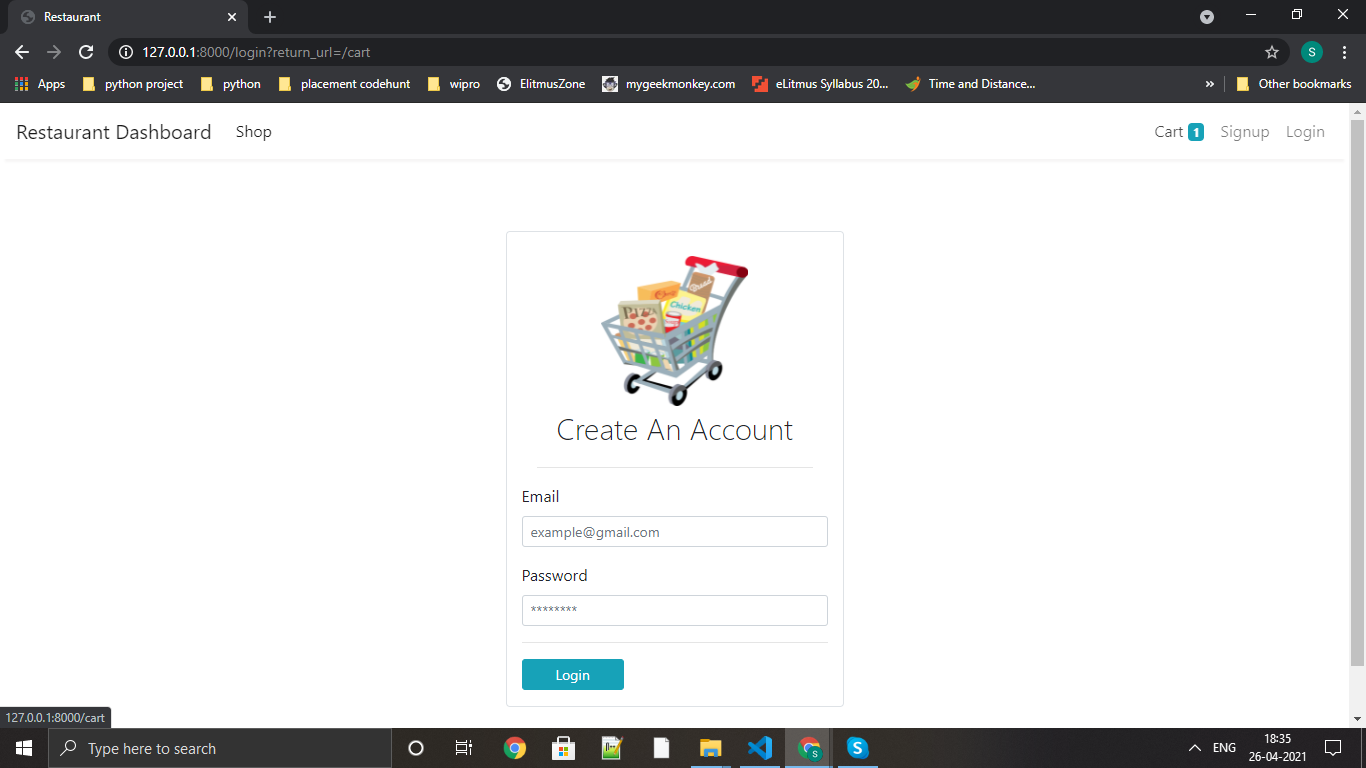 Restaurant
127.0.0.1:8000/login?return_url=/cart
S
Apps python project python placement codehunt wipro ElitmusZone mygeekmonkey.com eLitmus Syllabus 20... Time and Distance... » Other bookmarks
Restaurant Dashboard Shop Cart 1 Signup Login
PIZZA
Bread
Chicken
Create An Account
Email
example@gmail.com
Password
********
Login
127.0.0.1:8000/cart
Type here to search
ENG
18:35
26-04-2021